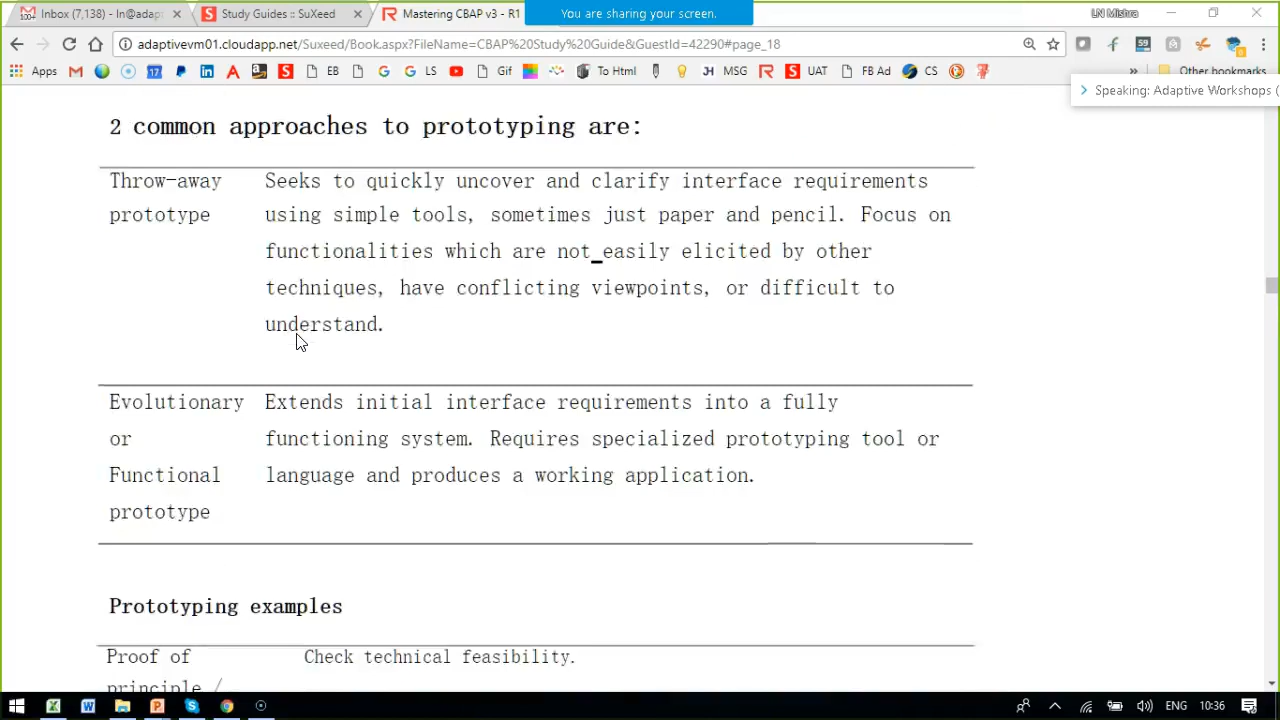 Inbox (7,138) - ln@adap
Study Guides :: SuXeed
Mastering CBAP v3 - R1
You are sharing your screen.
LN Mishra
adaptivevm01.cloudapp.net/Suxeed/Book.aspx?FileName=CBAP%20Study%20Guide&GuestId=42290#page_18
59
Apps
17
EB
LS
Gif
To Html
JH
MSG
UAT
FB Ad
CS
Other bookmarks
Speaking: Adaptive Workshops (
2 common approaches to prototyping are:
Throw-away Seeks to quickly uncover and clarify interface requirements
prototype using simple tools, sometimes just paper and pencil. Focus on
functionalities which are not easily elicited by other
techniques, have conflicting viewpoints, or difficult to
understand.
Evolutionary Extends initial interface requirements into a fully
or functioning system. Requires specialized prototyping tool or
Functional language and produces a working application.
prototype
Prototyping examples
Proof of Check technical feasibility.
principle /
ENG
10:36